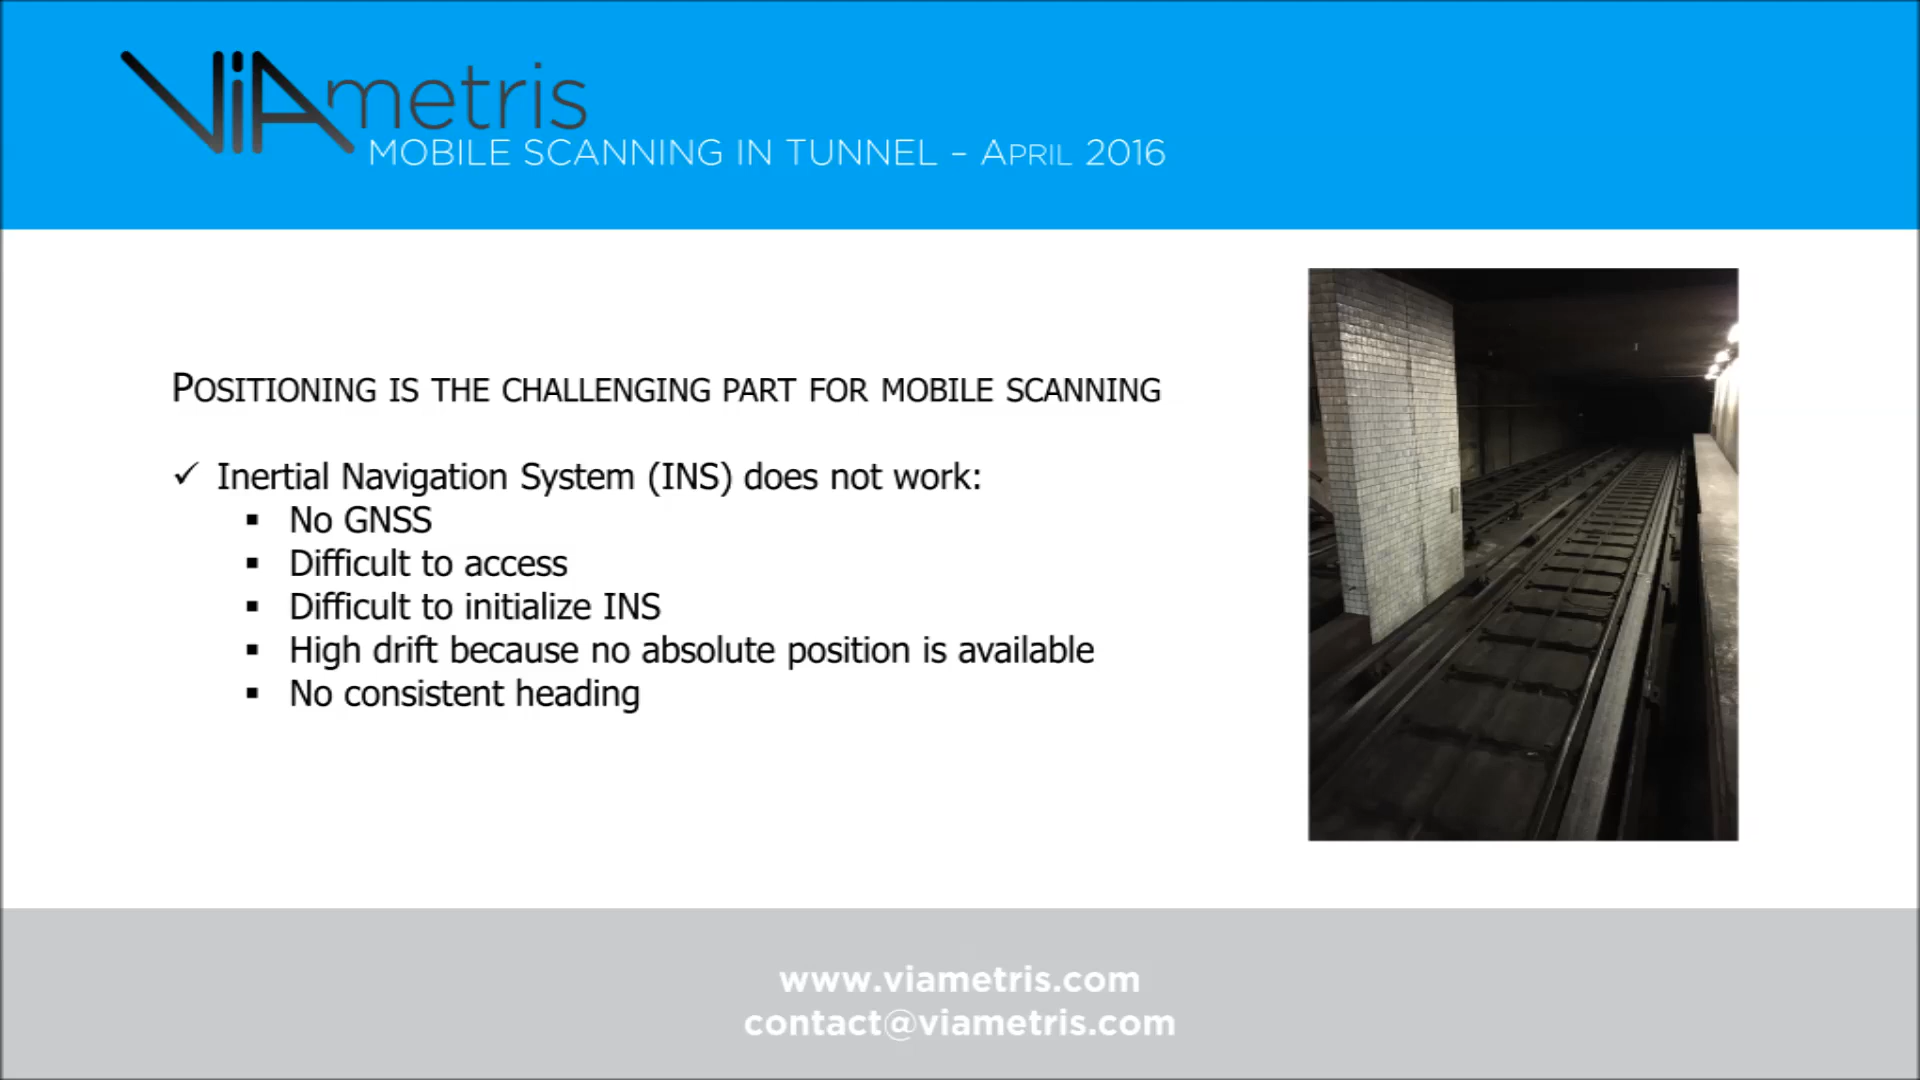 ViAmetris
MOBILE SCANNING IN TUNNEL – APRIL 2016
POSITIONING IS THE CHALLENGING PART FOR MOBILE SCANNING
✓ Inertial Navigation System (INS) does not work:
▪ No GNSS
▪ Difficult to access
▪ Difficult to initialize INS
▪ High drift because no absolute position is available
▪ No consistent heading
www.viametris.com
contact@viametris.com